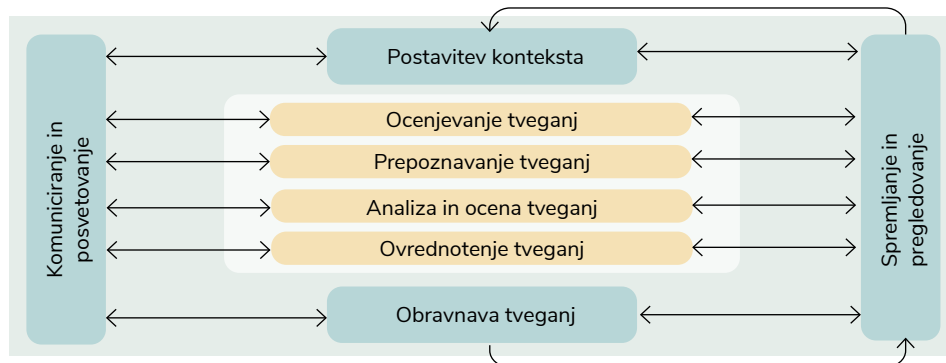 Komuniciranje in
posvetovanje
Postavitev konteksta
Ocenjevanje tveganj
Prepoznavanje tveganj
Analiza in ocena tveganj
Ovrednotenje tveganj
Obravnava tveganj
Spremljanje in
pregledovanje